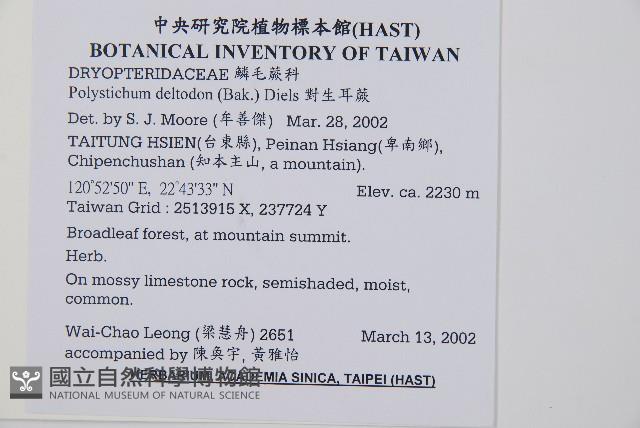 中央研究院植物標本館(HAST)
BOTANICAL INVENTORY OF TAIWAN
DRYOPTERIDACEAE 鱗毛蕨科
Polystichum deltodon (Bak.) Diels 對生耳蕨
Det. by S. J. Moore (牟善傑) Mar. 28, 2002
TAITUNG HSIEN(台東縣), Peinan Hsiang(卑南鄉),
Chipenchushan (知本主山, a mountain).
120°52'50" E, 22°43'33" N Elev. ca. 2230 m
Taiwan Grid : 2513915 X, 237724 Y
Broadleaf forest, at mountain summit.
Herb.
On mossy limestone rock, semishaded, moist,
common.
Wai-Chao Leong (梁慧舟) 2651 March 13, 2002
accompanied by 陳奐宇, 黃雅怡
HERBARIUM, ACADEMIA SINICA, TAIPEI (HAST)
國立自然科學博物館
NATIONAL MUSEUM OF NATURAL SCIENCE